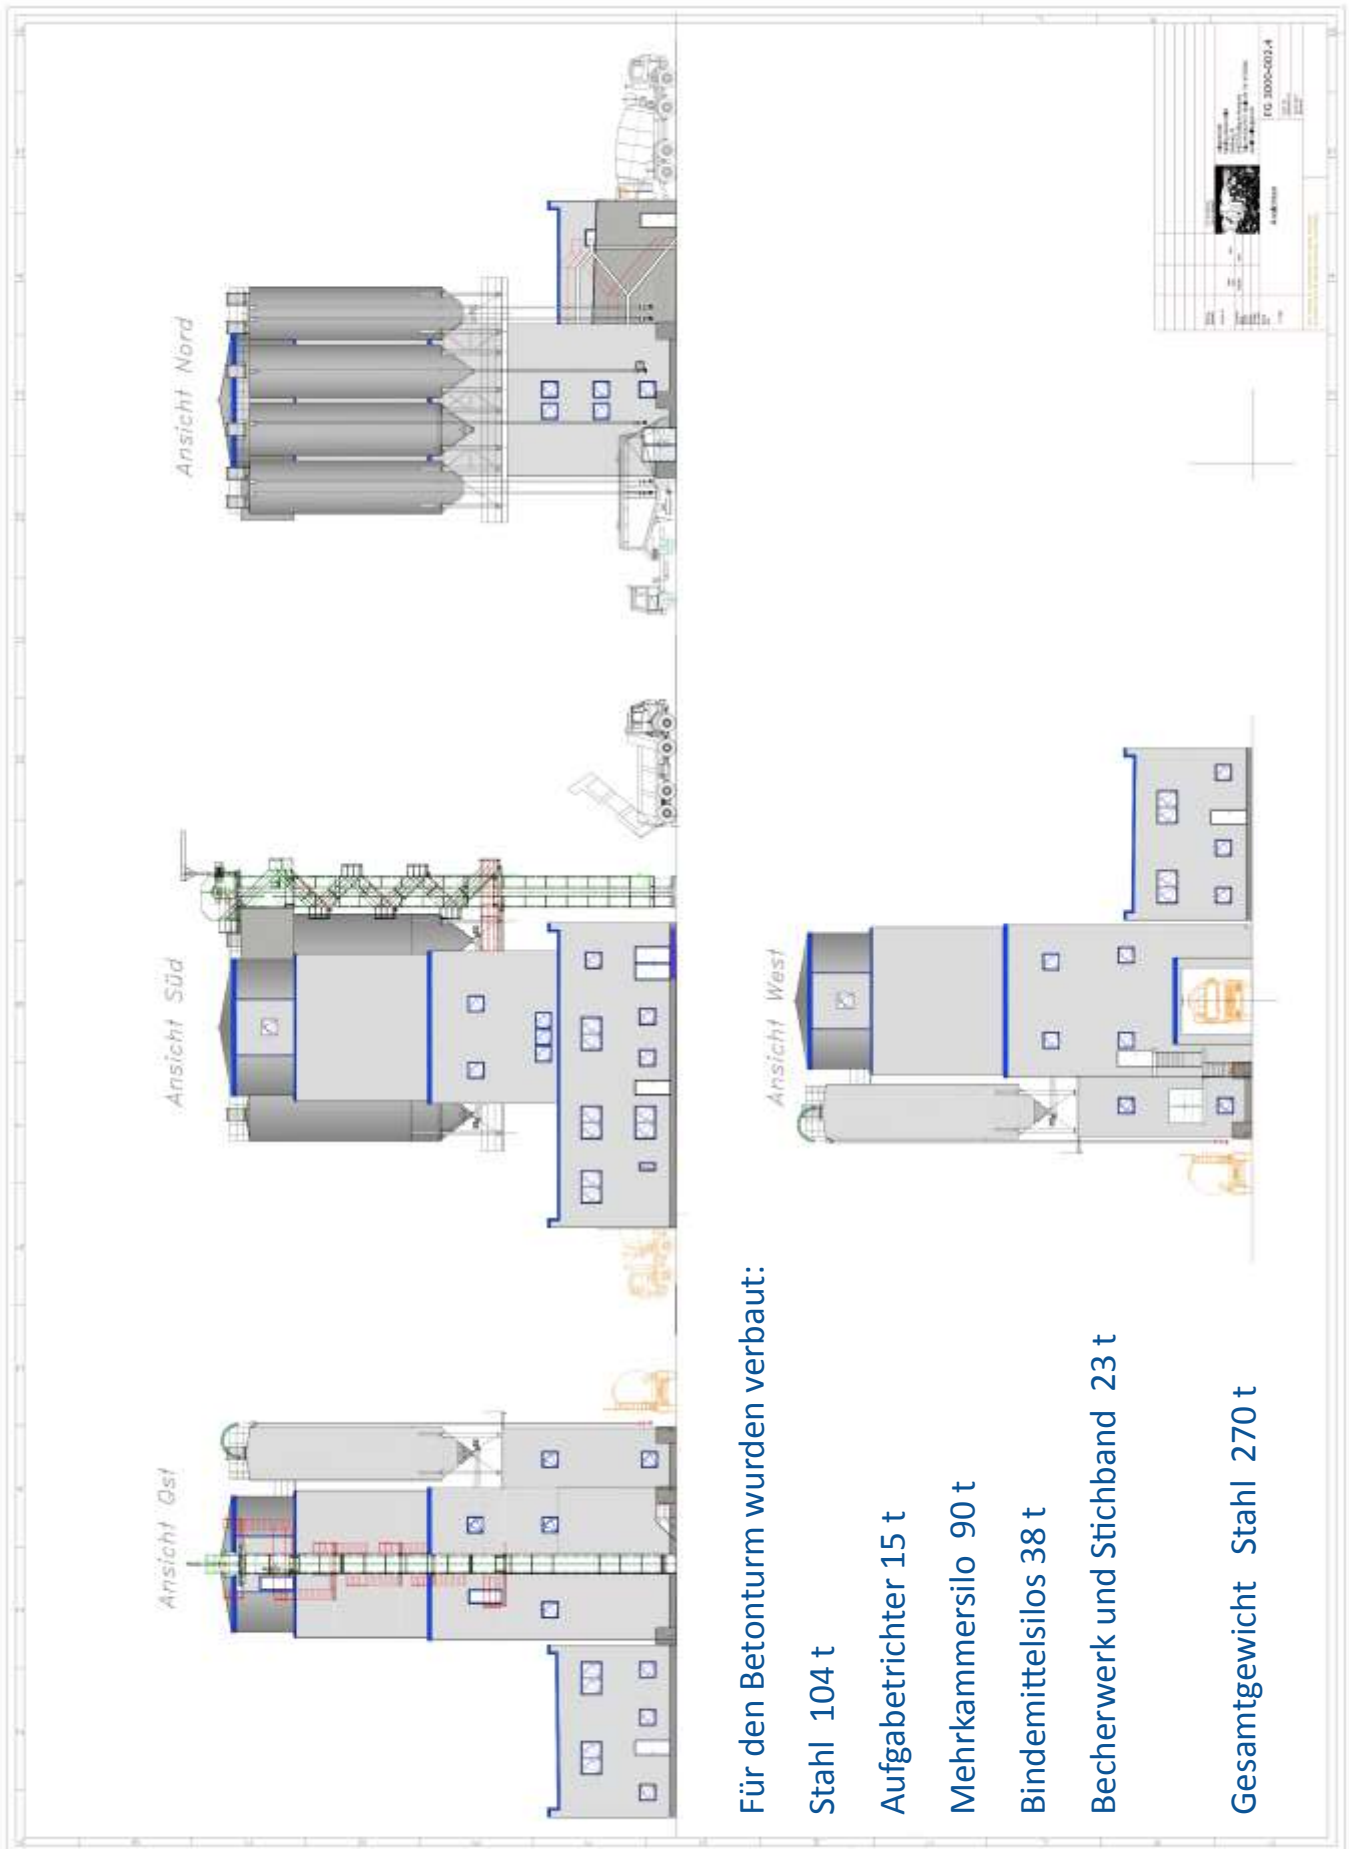 Ansicht Ost
Ansicht Süd
Ansicht Nord
Ansicht West
Für den Betonturm wurden verbaut:
Stahl 104 t
Aufgabetrichter 15 t
Mehrkammersilo 90 t
Bindemittelsilos 38 t
Becherwerk und Stichband 23 t
Gesamtgewicht Stahl 270 t
Ansichten